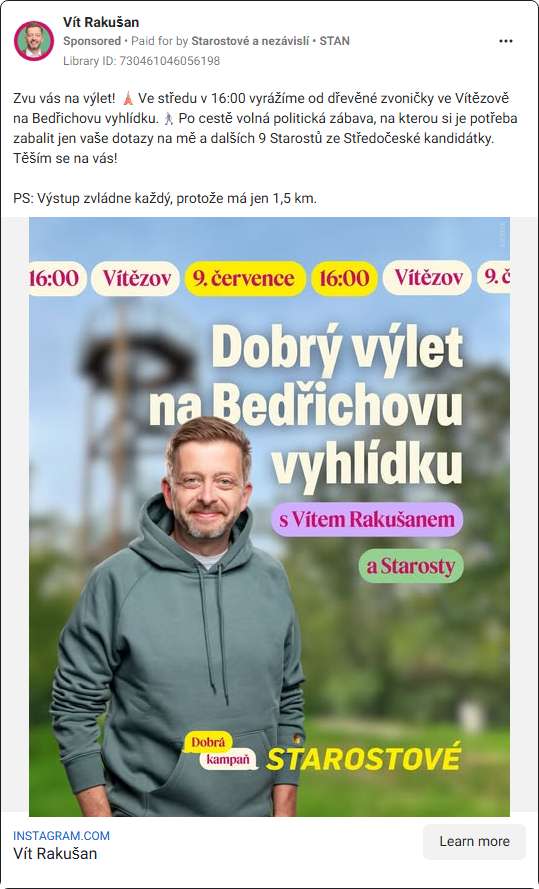 Vít Rakušan
Sponsored • Paid for by Starostové a nezávislí • STAN
Library ID: 730461046056198
Zvu vás na výlet! 🗼 Ve středu v 16:00 vyrážíme od dřevěné zvoničky ve Vítězově
na Bedřichovu vyhlídku. 🚶 Po cestě volná politická zábava, na kterou si je potřeba
zabalit jen vaše dotazy na mě a dalších 9 Starostů ze Středočeské kandidátky.
Těším se na vás!
PS: Výstup zvládne každý, protože má jen 1,5 km.
16:00 Vítězov 9. července 16:00 Vítězov 9. č
Dobrý výlet
na Bedřichovu
vyhlídku
s Vítem Rakušanem
a Starosty
Dobrá
kampaň
STAROSTOVÉ
INSTAGRAM.COM
Vít Rakušan
Learn more